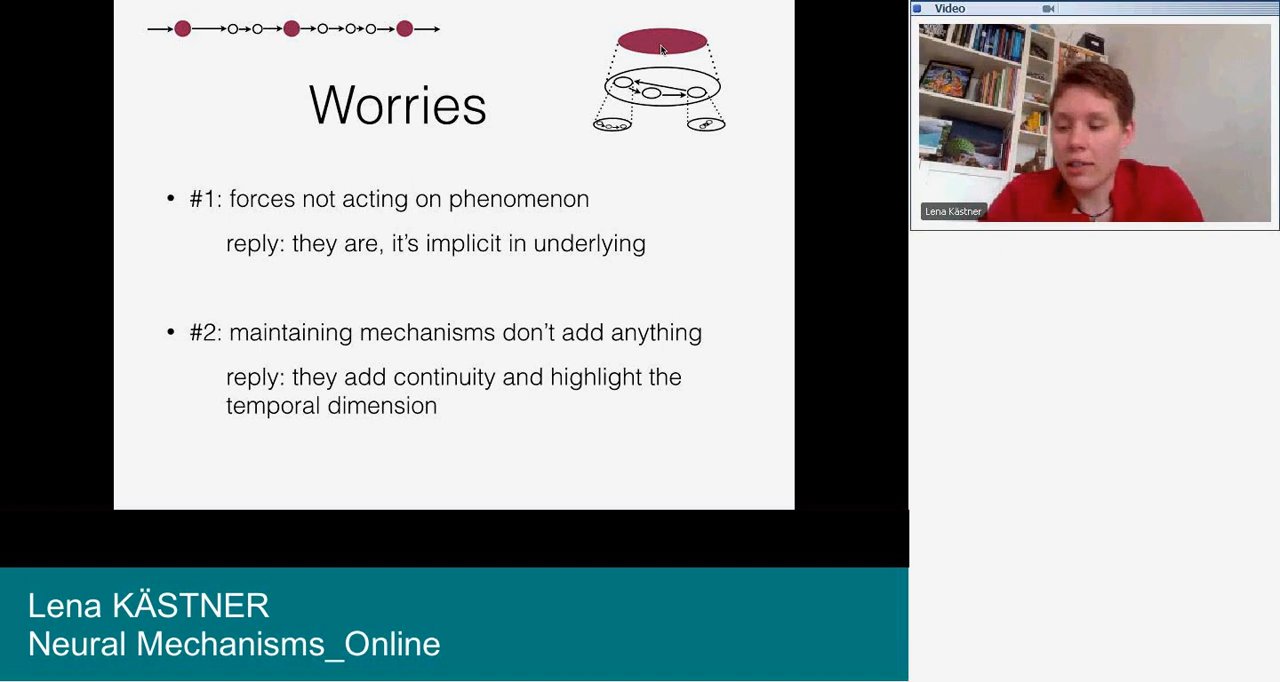 Worries
• #1: forces not acting on phenomenon
reply: they are, it's implicit in underlying
• #2: maintaining mechanisms don't add anything
reply: they add continuity and highlight the
temporal dimension
Video
Lena Kästner
Lena KÄSTNER
Neural Mechanisms_Online